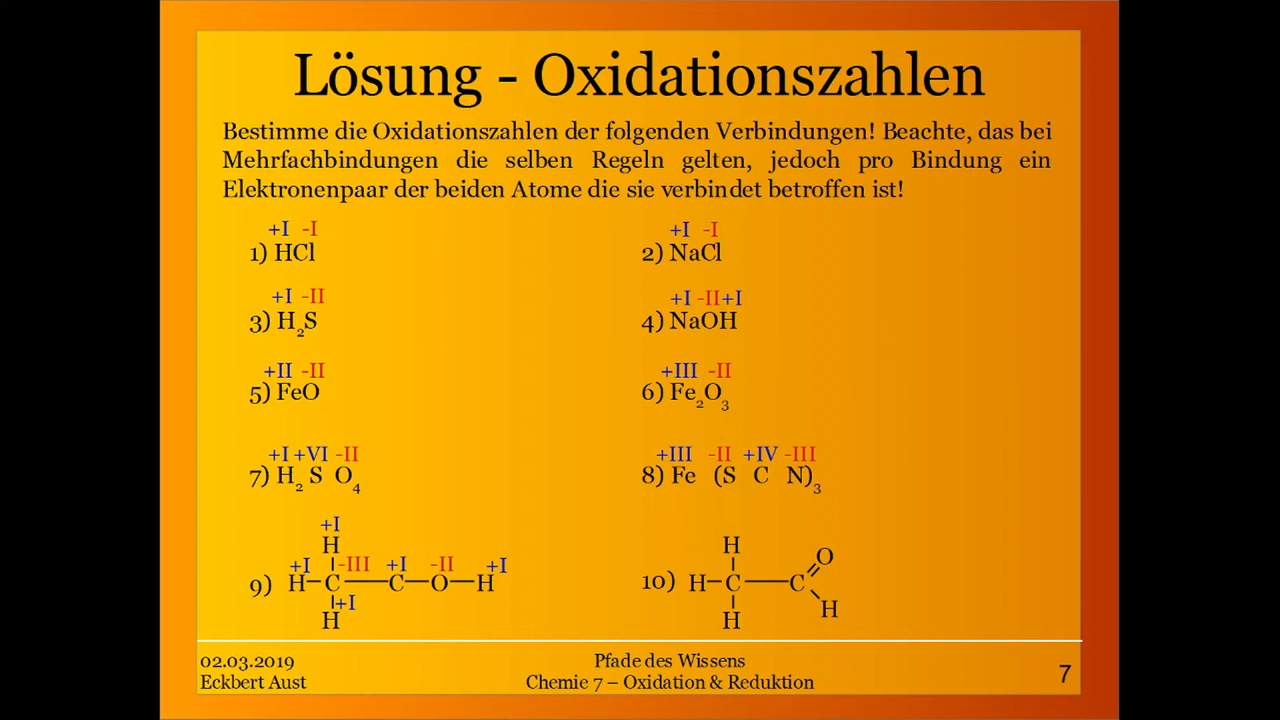 Lösung - Oxidationszahlen
Bestimme die Oxidationszahlen der folgenden Verbindungen! Beachte, das bei
Mehrfachbindungen die selben Regeln gelten, jedoch pro Bindung ein
Elektronenpaar der beiden Atome die sie verbindet betroffen ist!
+I -I
1) HCl
+I -I
2) NaCl
+I -II
3) H₂S
+I -II+I
4) NaOH
+II -II
5) FeO
+III -II
6) Fe₂O₃
+I +VI -II
7) H₂ S O₄
+III -II +IV -III
8) Fe (S C N)₃
+I
H
+I -III +I -II +I
9) H–C—C–O–H
+I
H
H
O
10) H–C—C
H
H
02.03.2019
Eckbert Aust
Pfade des Wissens
Chemie 7 – Oxidation & Reduktion
7